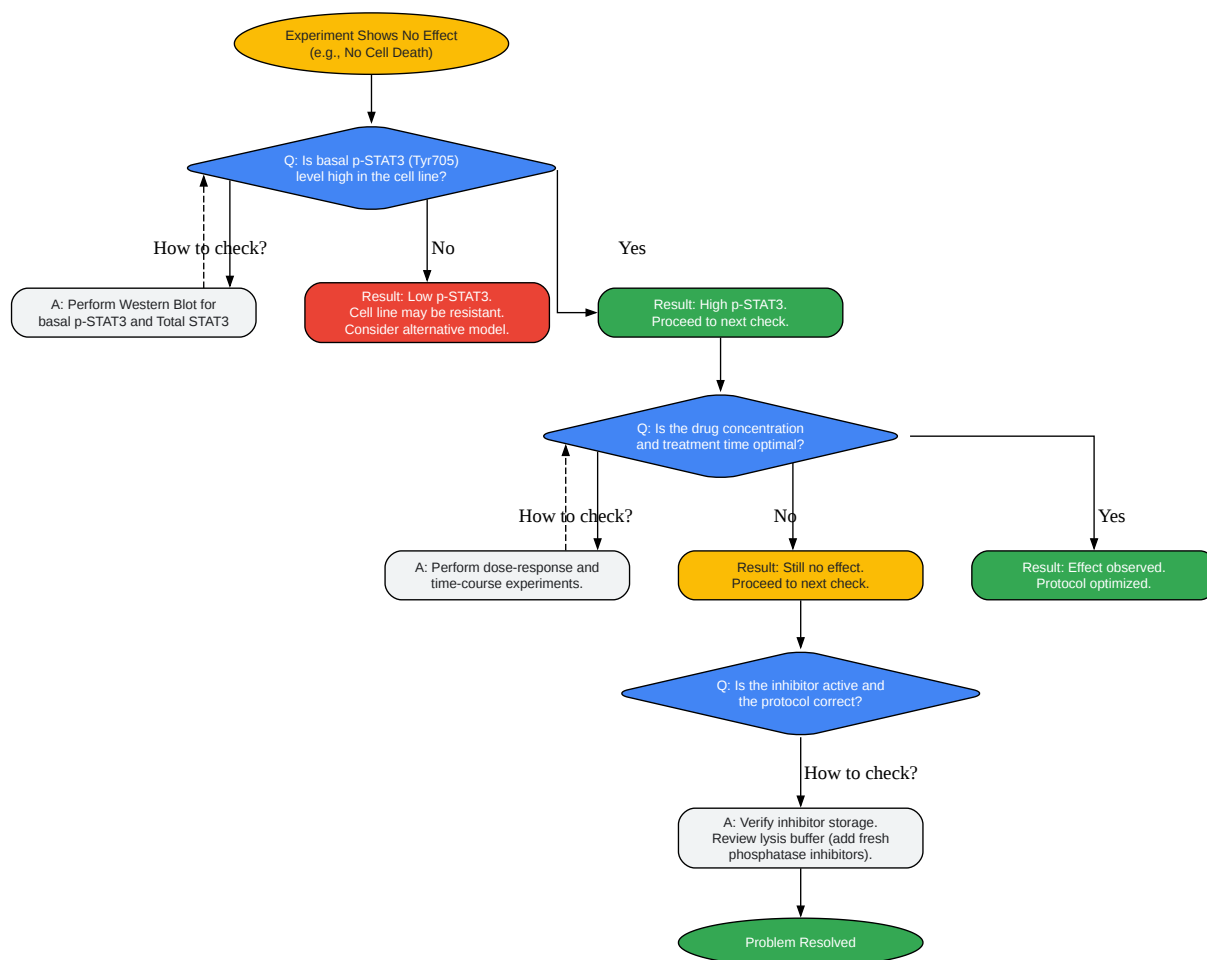 Experiment Shows No Effect
(e.g., No Cell Death)
Q: Is basal p-STAT3 (Tyr705)
level high in the cell line?
How to check?
No
Yes
A: Perform Western Blot for
basal p-STAT3 and Total STAT3
Result: Low p-STAT3.
Cell line may be resistant.
Consider alternative model.
Result: High p-STAT3.
Proceed to next check.
Q: Is the drug concentration
and treatment time optimal?
How to check?
No
Yes
A: Perform dose-response and
time-course experiments.
Result: Still no effect.
Proceed to next check.
Result: Effect observed.
Protocol optimized.
Q: Is the inhibitor active and
the protocol correct?
How to check?
A: Verify inhibitor storage.
Review lysis buffer (add fresh
phosphatase inhibitors).
Problem Resolved